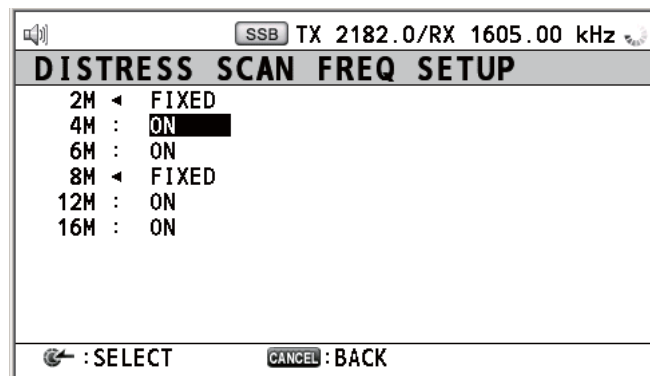 SSB TX 2182.0/RX 1605.00 kHz
DISTRESS SCAN FREQ SETUP
2M ◄ FIXED
4M : ON
6M : ON
8M ◄ FIXED
12M : ON
16M : ON
:SELECT CANCEL :BACK